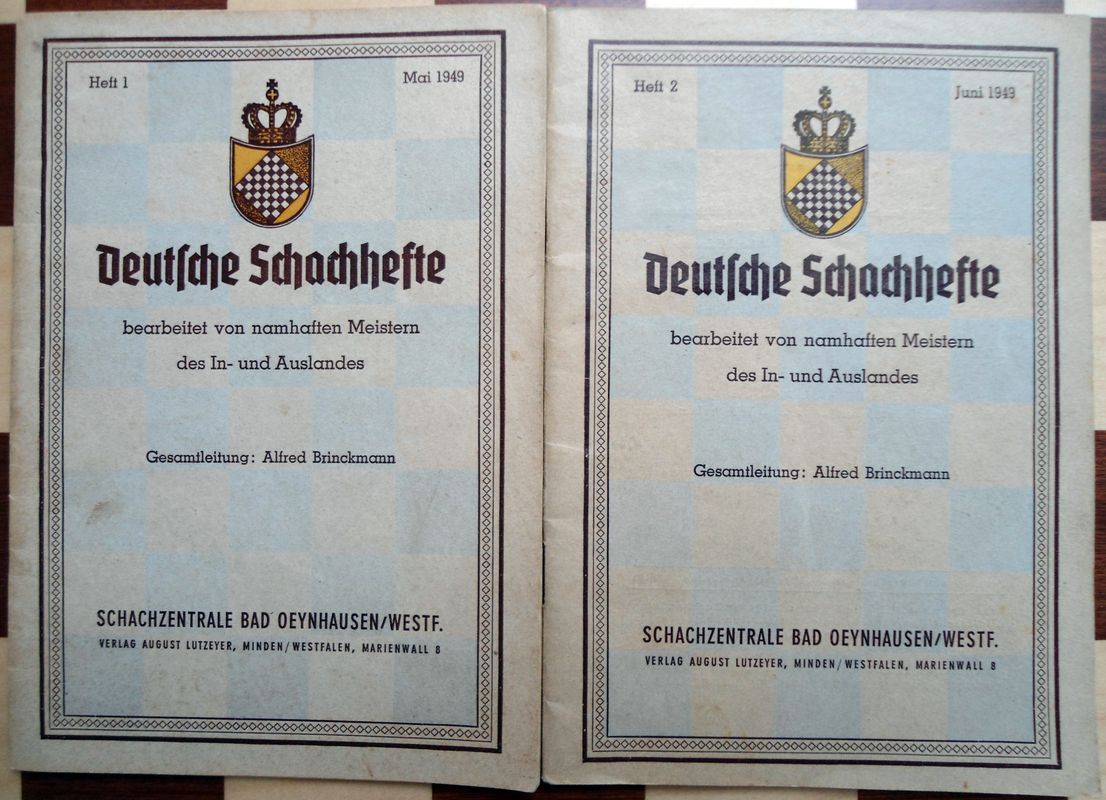 Heft 1
Mai 1949
Deutſche Schachhefte
bearbeitet von namhaften Meistern
des In- und Auslandes
Gesamtleitung: Alfred Brinckmann
SCHACHZENTRALE BAD OEYNHAUSEN/WESTF.
VERLAG AUGUST LUTZEYER, MINDEN/WESTFALEN, MARIENWALL 8
Heft 2
Juni 1949
Deutſche Schachhefte
bearbeitet von namhaften Meistern
des In- und Auslandes
Gesamtleitung: Alfred Brinckmann
SCHACHZENTRALE BAD OEYNHAUSEN/WESTF.
VERLAG AUGUST LUTZEYER, MINDEN/WESTFALEN, MARIENWALL 8